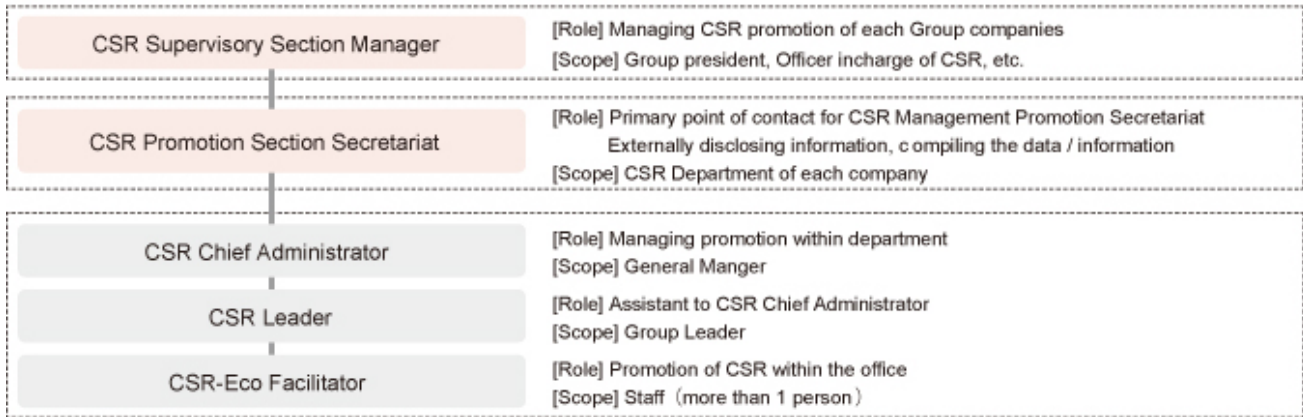 CSR Supervisory Section Manager
[Role] Managing CSR promotion of each Group companies
[Scope] Group president, Officer incharge of CSR, etc.
CSR Promotion Section Secretariat
[Role] Primary point of contact for CSR Management Promotion Secretariat
Externally disclosing information, c ompiling the data / information
[Scope] CSR Department of each company
CSR Chief Administrator
[Role] Managing promotion within department
[Scope] General Manger
CSR Leader
[Role] Assistant to CSR Chief Administrator
[Scope] Group Leader
CSR-Eco Facilitator
[Role] Promotion of CSR within the office
[Scope] Staff（more than 1 person）